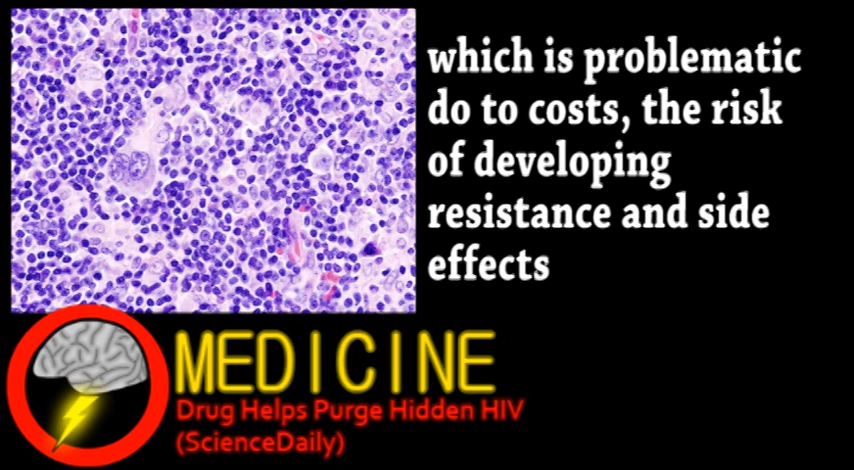 which is problematic
do to costs, the risk
of developing
resistance and side
effects
MEDICINE
Drug Helps Purge Hidden HIV
(ScienceDaily)